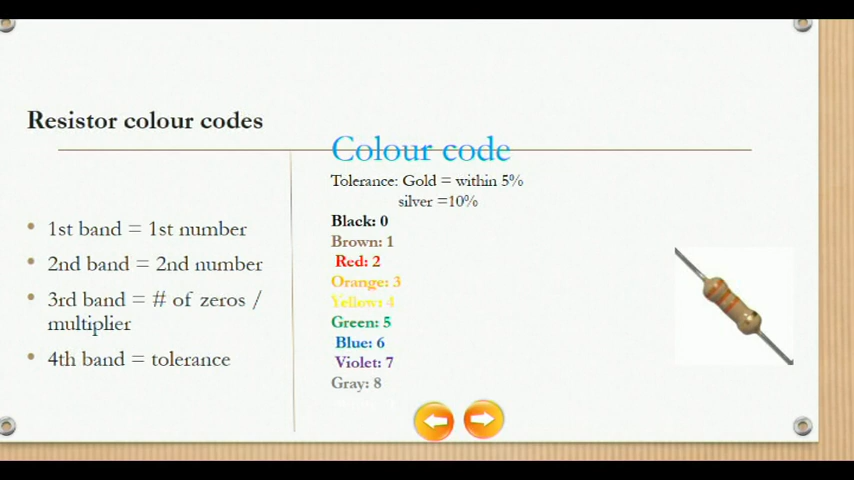 Resistor colour codes
Colour code
Tolerance: Gold = within 5%
silver =10%
Black: 0
Brown: 1
Red: 2
Orange: 3
Yellow: 4
Green: 5
Blue: 6
Violet: 7
Gray: 8
• 1st band = 1st number
• 2nd band = 2nd number
• 3rd band = # of zeros /
multiplier
• 4th band = tolerance